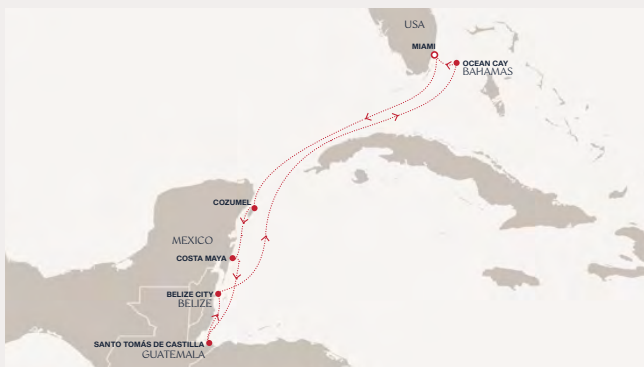 USA
MIAMI
OCEAN CAY
BAHAMAS
COZUMEL
MEXICO
COSTA MAYA
BELIZE CITY
BELIZE
SANTO TOMÁS DE CASTILLA
GUATEMALA